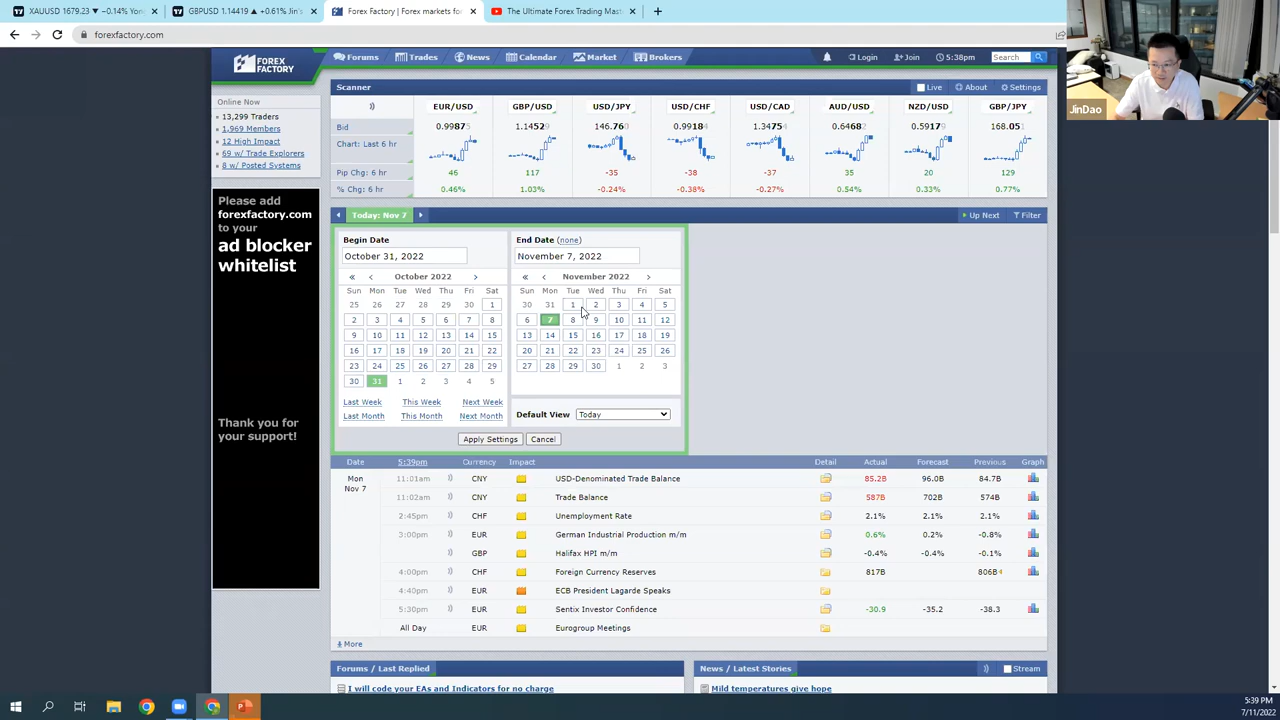 XAUUSD 1679.23 ▼ −0.14%
GBPUSD 1.14419 ▲ +0.61% Jin's
Forex Factory | Forex markets for
The Ultimate Forex Trading Mast
forexfactory.com
FOREX FACTORY
Forums
Trades
News
Calendar
Market
Brokers
Login
Join
5:38pm
Search
JinDao
Online Now
13,299 Traders
1,969 Members
12 High Impact
69 w/ Trade Explorers
8 w/ Posted Systems
Please add
forexfactory.com
to your
ad blocker
whitelist
Thank you for
your support!
Scanner
Live
About
Settings
EUR/USD GBP/USD USD/JPY USD/CHF USD/CAD AUD/USD NZD/USD GBP/JPY
Bid 0.99875 1.14529 146.760 0.99184 1.34754 0.64682 0.59179 168.051
Chart: Last 6 hr
Pip Chg: 6 hr 46 117 -35 -38 -37 35 20 129
% Chg: 6 hr 0.46% 1.03% -0.24% -0.38% -0.27% 0.54% 0.33% 0.77%
Today: Nov 7
Up Next
Filter
Begin Date
October 31, 2022
« ‹ October 2022 ›
Sun Mon Tue Wed Thu Fri Sat
25 26 27 28 29 30 1
2 3 4 5 6 7 8
9 10 11 12 13 14 15
16 17 18 19 20 21 22
23 24 25 26 27 28 29
30 31 1 2 3 4 5
Last Week This Week Next Week
Last Month This Month Next Month
End Date (none)
November 7, 2022
« ‹ November 2022 ›
Sun Mon Tue Wed Thu Fri Sat
30 31 1 2 3 4 5
6 7 8 9 10 11 12
13 14 15 16 17 18 19
20 21 22 23 24 25 26
27 28 29 30 1 2 3
Default View Today
Apply Settings Cancel
Date 5:39pm Currency Impact Detail Actual Forecast Previous Graph
Mon
Nov 7
11:01am CNY USD-Denominated Trade Balance 85.2B 96.0B 84.7B
11:02am CNY Trade Balance 587B 702B 574B
2:45pm CHF Unemployment Rate 2.1% 2.1% 2.1%
3:00pm EUR German Industrial Production m/m 0.6% 0.2% -0.8%
GBP Halifax HPI m/m -0.4% -0.4% -0.1%
4:00pm CHF Foreign Currency Reserves 817B 806B
4:40pm EUR ECB President Lagarde Speaks
5:30pm EUR Sentix Investor Confidence -30.9 -35.2 -38.3
All Day EUR Eurogroup Meetings
More
Forums / Last Replied
I will code your EAs and Indicators for no charge
News / Latest Stories
Stream
Mild temperatures give hope
5:39 PM
7/11/2022